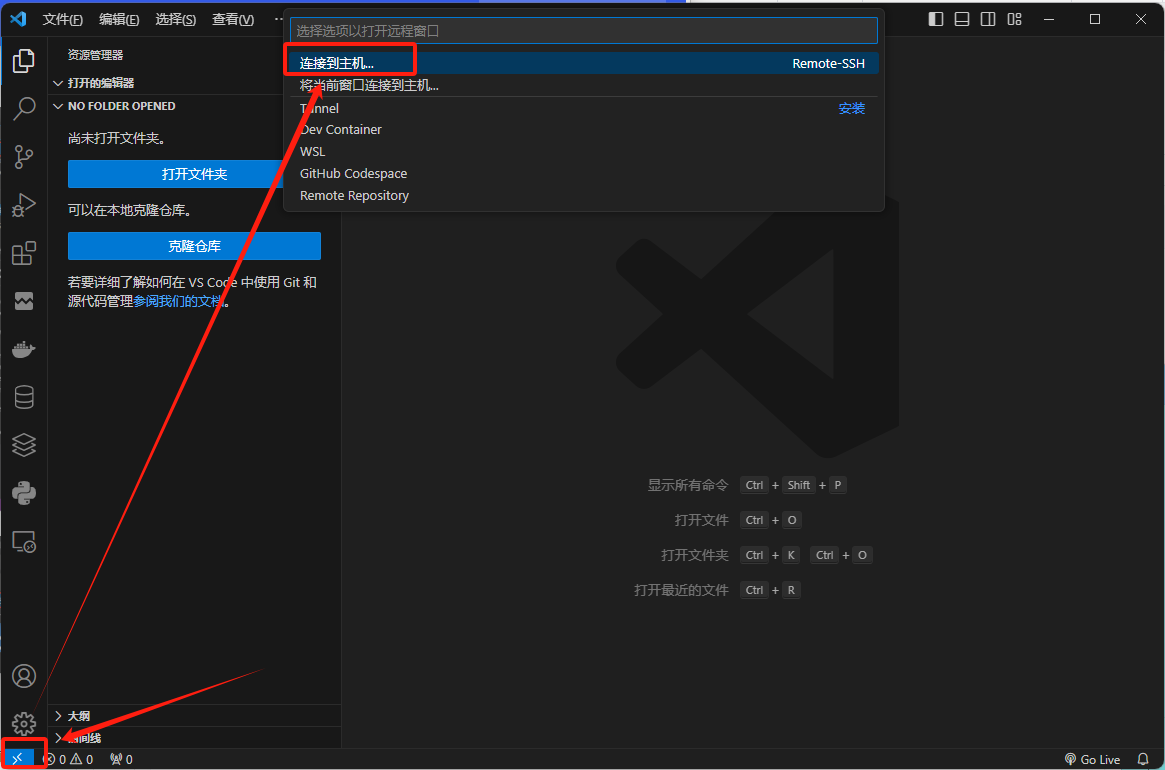 文件(F) 编辑(E) 选择(S) 查看(V) ···
选择选项以打开远程窗口
连接到主机... Remote-SSH
将当前窗口连接到主机...
Tunnel 安装
Dev Container
WSL
GitHub Codespace
Remote Repository
资源管理器
打开的编辑器
NO FOLDER OPENED
尚未打开文件夹。
打开文件夹
可以在本地克隆仓库。
克隆仓库
若要详细了解如何在 VS Code 中使用 Git 和
源代码管理参阅我们的文档。
显示所有命令 Ctrl + Shift + P
打开文件 Ctrl + O
打开文件夹 Ctrl + K Ctrl + O
打开最近的文件 Ctrl + R
大纲
时间线
0 0 0 Go Live